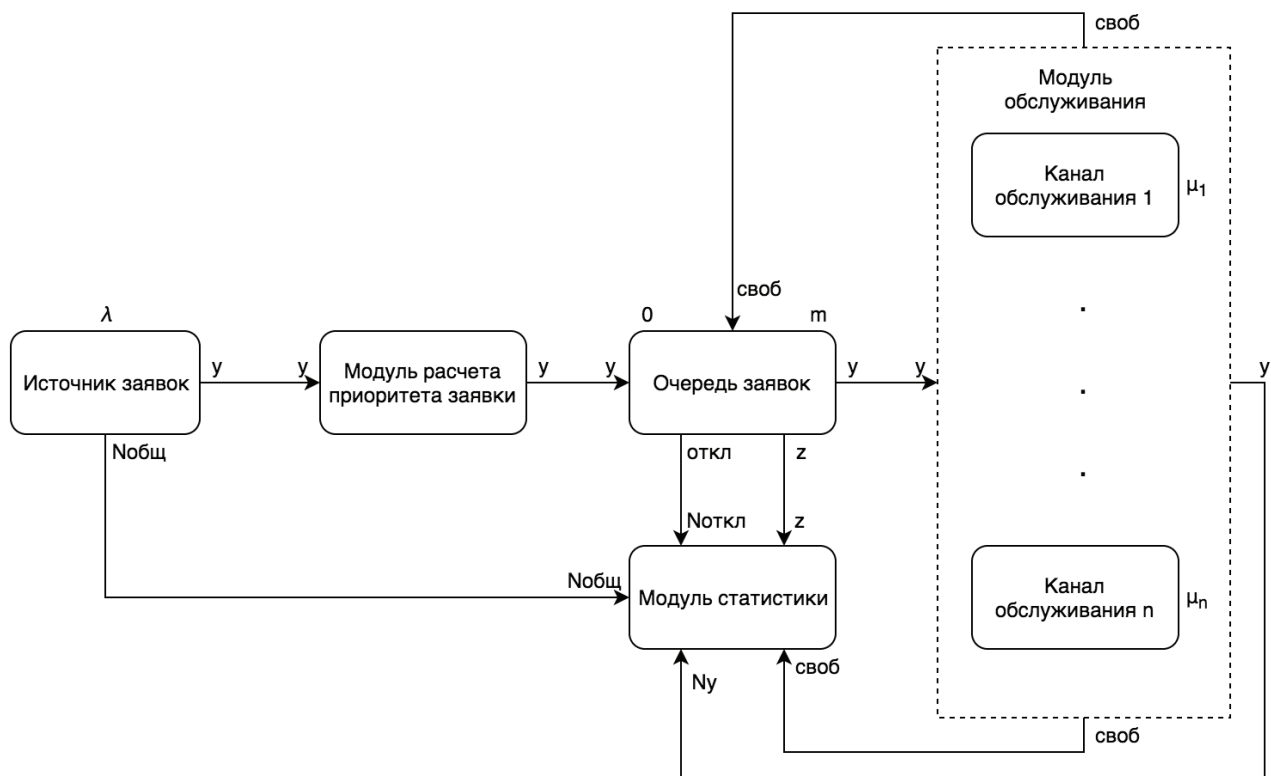 своб
Модуль
обслуживания
Канал
обслуживания 1
μ1
своб
λ
0
m
Источник заявок
y
y
Модуль расчета
приоритета заявки
y
y
Очередь заявок
y
y
y
Nобщ
откл
z
Nоткл
z
Nобщ
Модуль статистики
Канал
обслуживания n
μn
Ny
своб
своб